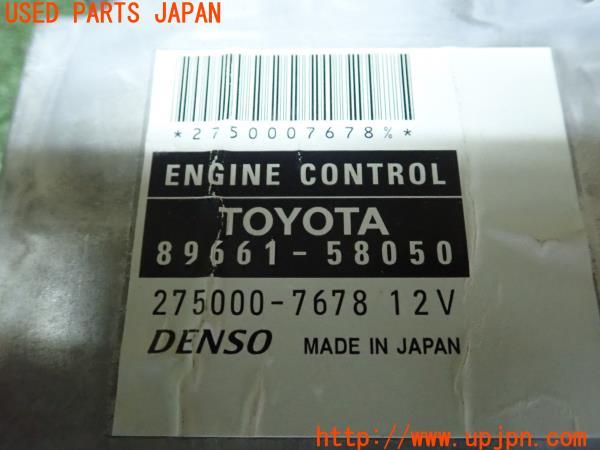 USED PARTS JAPAN
*2750007678%*
ENGINE CONTROL
TOYOTA
89661-58050
275000-7678 12V
DENSO MADE IN JAPAN
http://www.upjpn.com